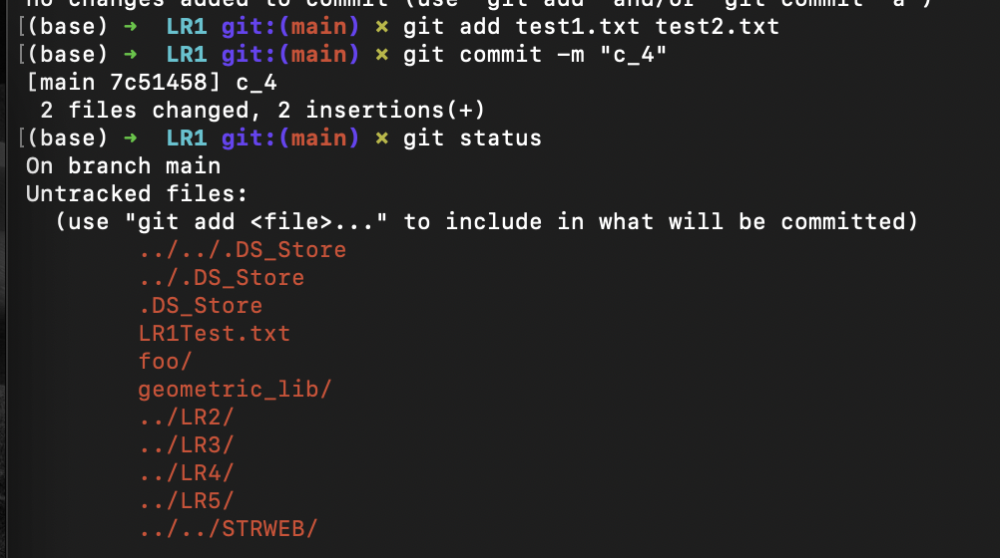 no changes added to commit (use "git add" and/or "git commit -a")
[(base) → LR1 git:(main) × git add test1.txt test2.txt
[(base) → LR1 git:(main) × git commit -m "c_4"
[main 7c51458] c_4
2 files changed, 2 insertions(+)
[(base) → LR1 git:(main) × git status
On branch main
Untracked files:
(use "git add <file>..." to include in what will be committed)
../../.DS_Store
../.DS_Store
.DS_Store
LR1Test.txt
foo/
geometric_lib/
../LR2/
../LR3/
../LR4/
../LR5/
../../STRWEB/